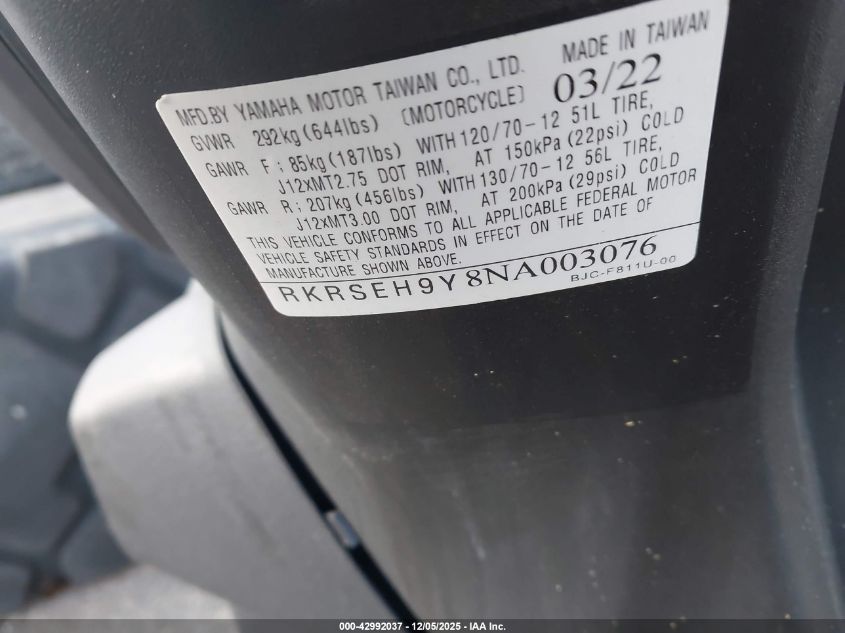 MFD.BY YAMAHA MOTOR TAIWAN CO., LTD. MADE IN TAIWAN
GVWR 292kg(644lbs) (MOTORCYCLE) 03/22
GAWR F : 85kg(187lbs) WITH 120/70-12 51L TIRE,
J12xMT2.75 DOT RIM, AT 150kPa(22psi) COLD
GAWR R : 207kg(456lbs) WITH 130/70-12 56L TIRE,
J12xMT3.00 DOT RIM, AT 200kPa(29psi) COLD
THIS VEHICLE CONFORMS TO ALL APPLICABLE FEDERAL MOTOR
VEHICLE SAFETY STANDARDS IN EFFECT ON THE DATE OF
MANUFACTURE SHOWN ABOVE.
RKRSEH9Y8NA003076
BJC-F811U-00
000-42992037 - 12/05/2025 - IAA Inc.